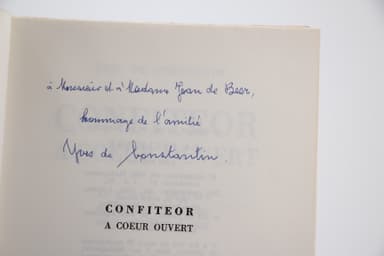 à Monsieur et à Madame Jean de Beer,
hommage de l'amitié
Yves de Constantin.
CONFITEOR
A COEUR OUVERT